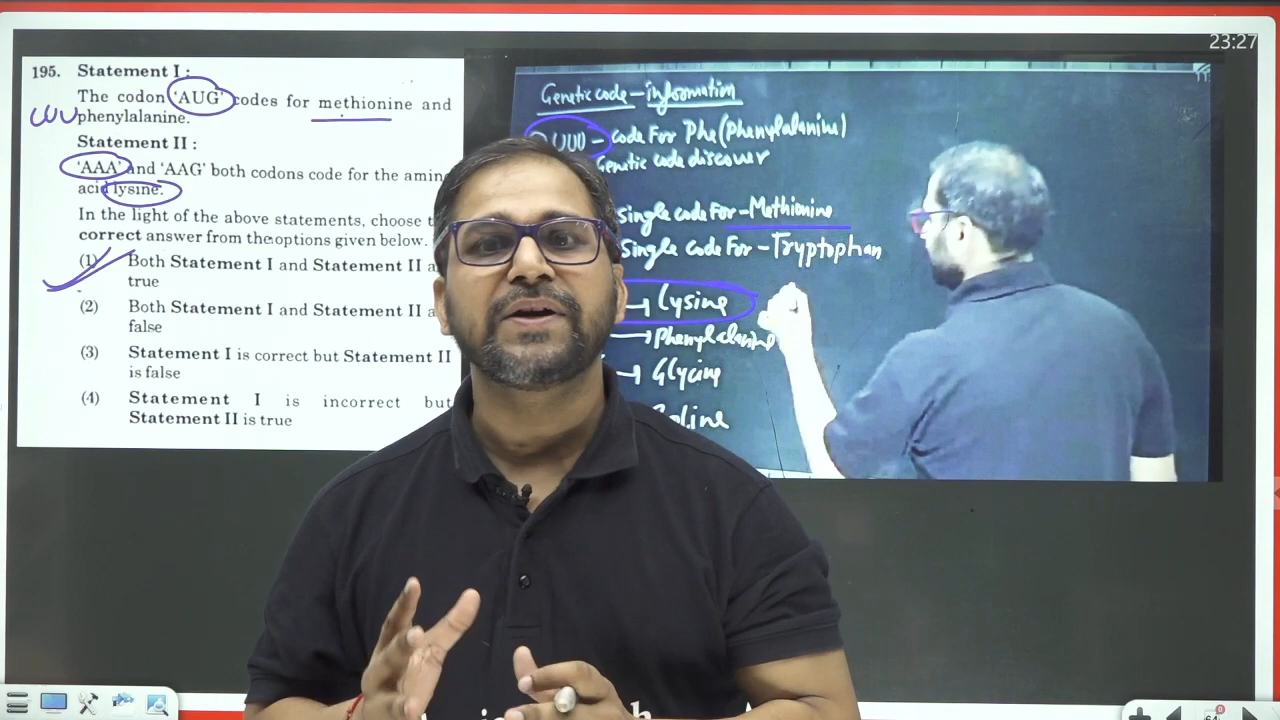 23:27
195. Statement I :
The codon 'AUG' codes for methionine and
UUU phenylalanine.
Statement II :
'AAA' and 'AAG' both codons code for the amin
acid lysine.
In the light of the above statements, choose t
correct answer from the options given below.
(1) Both Statement I and Statement II a
true
(2) Both Statement I and Statement II a
false
(3) Statement I is correct but Statement II
is false
(4) Statement I is incorrect but
Statement II is true
Genetic code - information
UUU - code For Phe (Phenylalanine)
Genetic code discover
single code For - Methionine
Single code For - Tryptophan
→ Lysine
→ Phenylalanine
→ Glycine